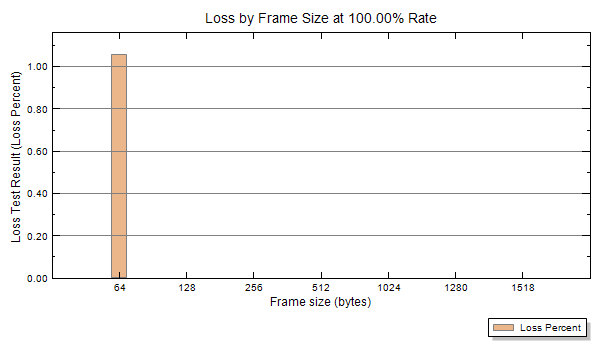 Loss by Frame Size at 100.00% Rate
Loss Test Result (Loss Percent)
1.00
0.80
0.60
0.40
0.20
0.00
64 128 256 512 1024 1280 1518
Frame size (bytes)
Loss Percent